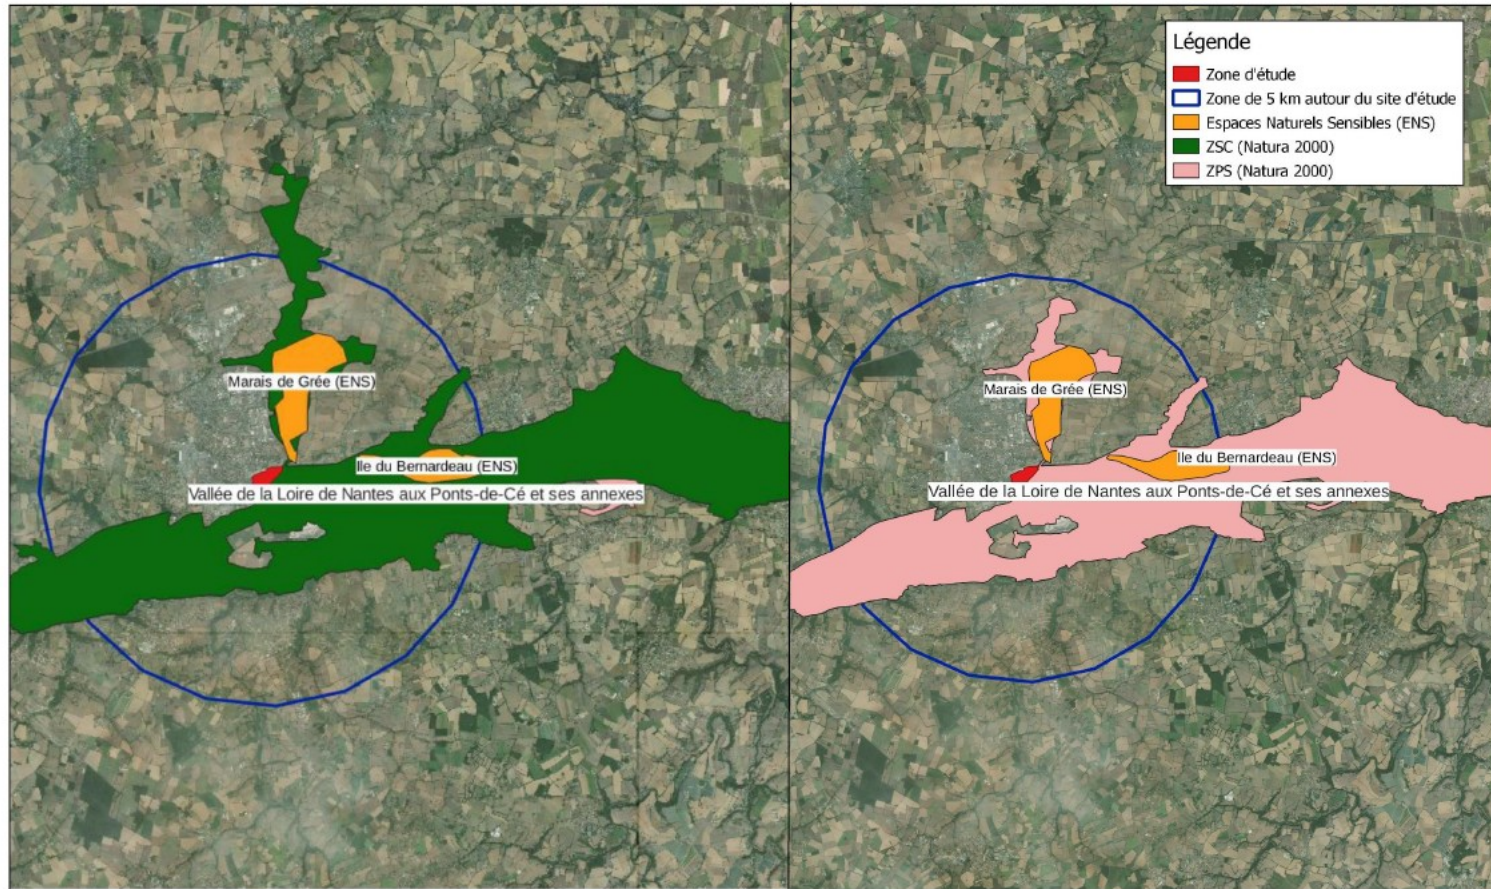 Légende
Zone d'étude
Zone de 5 km autour du site d'étude
Espaces Naturels Sensibles (ENS)
ZSC (Natura 2000)
ZPS (Natura 2000)
Marais de Grée (ENS)
Ile du Bernardeau (ENS)
Vallée de la Loire de Nantes aux Ponts-de-Cé et ses annexes
Marais de Grée (ENS)
Ile du Bernardeau (ENS)
Vallée de la Loire de Nantes aux Ponts-de-Cé et ses annexes